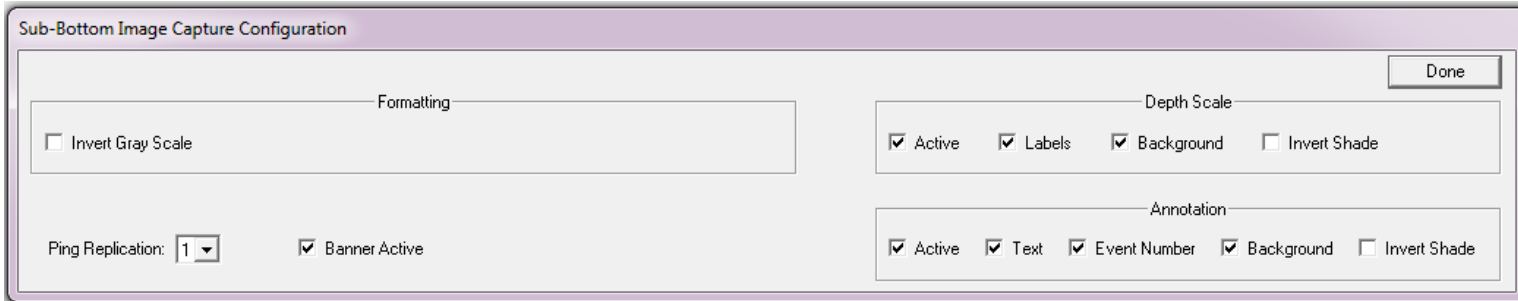 Sub-Bottom Image Capture Configuration
Done
Formatting
Invert Gray Scale
Depth Scale
Active Labels Background Invert Shade
Ping Replication: 1 Banner Active
Annotation
Active Text Event Number Background Invert Shade